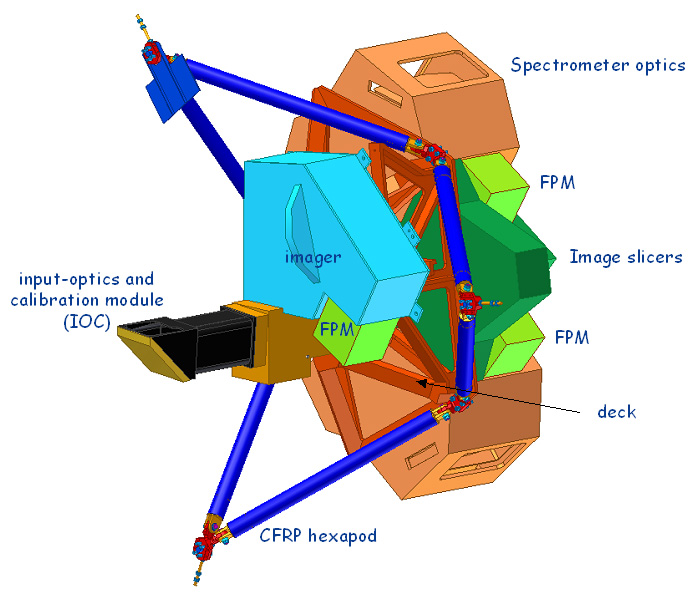 Spectrometer optics
FPM
Image slicers
imager
input-optics and
calibration module
(IOC)
FPM
FPM
deck
CFRP hexapod